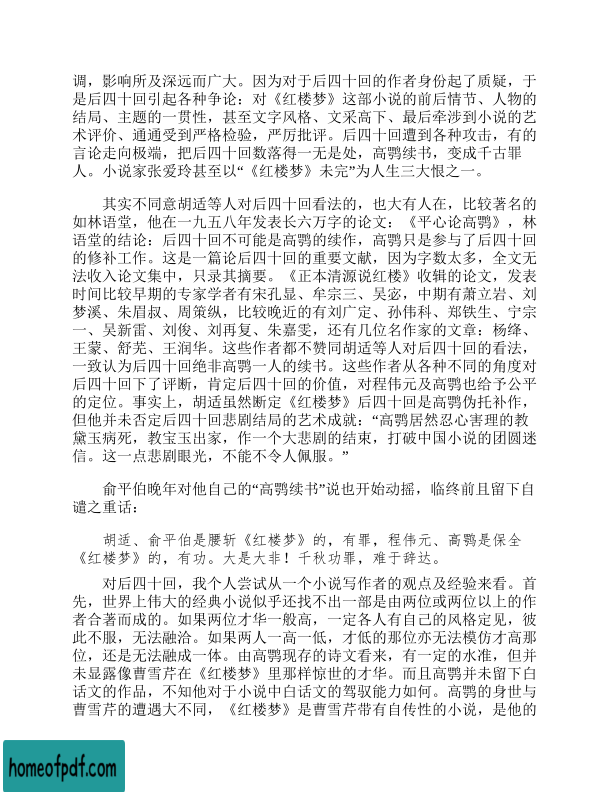 调，影响所及深远而广大。因为对于后四十回的作者身份起了质疑，于
是后四十回引起各种争论：对《红楼梦》这部小说的前后情节、人物的
结局、主题的一贯性，甚至文字风格、文采高下、最后牵涉到小说的艺
术评价、通通受到严格检验，严厉批评。后四十回遭到各种攻击，有的
言论走向极端，把后四十回数落得一无是处，高鹗续书，变成千古罪
人。小说家张爱玲甚至以“《红楼梦》未完”为人生三大恨之一。
其实不同意胡适等人对后四十回看法的，也大有人在，比较著名的
如林语堂，他在一九五八年发表长六万字的论文：《平心论高鹗》，林
语堂的结论：后四十回不可能是高鹗的续作，高鹗只是参与了后四十回
的修补工作。这是一篇论后四十回的重要文献，因为字数太多，全文无
法收入论文集中，只录其摘要。《正本清源说红楼》收辑的论文，发表
时间比较早期的专家学者有宋孔显、牟宗三、吴宓，中期有萧立岩、刘
梦溪、朱眉叔、周策纵，比较晚近的有刘广定、孙伟科、郑铁生、宁宗
一、吴新雷、刘俊、刘再复、朱嘉雯，还有几位名作家的文章：杨绛、
王蒙、舒芜、王润华。这些作者都不赞同胡适等人对后四十回的看法，
一致认为后四十回绝非高鹗一人的续书。这些作者从各种不同的角度对
后四十回下了评断，肯定后四十回的价值，对程伟元及高鹗也给予公平
的定位。事实上，胡适虽然断定《红楼梦》后四十回是高鹗伪托补作，
但他并未否定后四十回悲剧结局的艺术成就：“高鹗居然忍心害理的教
黛玉病死，教宝玉出家，作一个大悲剧的结束，打破中国小说的团圆迷
信。这一点悲剧眼光，不能不令人佩服。”
俞平伯晚年对他自己的“高鹗续书”说也开始动摇，临终前且留下自
谴之重话：
胡适、俞平伯是腰斩《红楼梦》的，有罪，程伟元、高鹗是保全
《红楼梦》的，有功。大是大非！千秋功罪，难于辞达。
对后四十回，我个人尝试从一个小说写作者的观点及经验来看。首
先，世界上伟大的经典小说似乎还找不出一部是由两位或两位以上的作
者合著而成的。如果两位才华一般高，一定各人有自己的风格定见，彼
此不服，无法融洽。如果两人一高一低，才低的那位亦无法模仿才高那
位，还是无法融成一体。由高鹗现存的诗文看来，有一定的水准，但并
未显露像曹雪芹在《红楼梦》里那样惊世的才华。而且高鹗并未留下白
话文的作品，不知他对于小说中白话文的驾驭能力如何。高鹗的身世与
曹雪芹的遭遇大不同，《红楼梦》是曹雪芹带有自传性的小说，是他的
homeofpdf.com